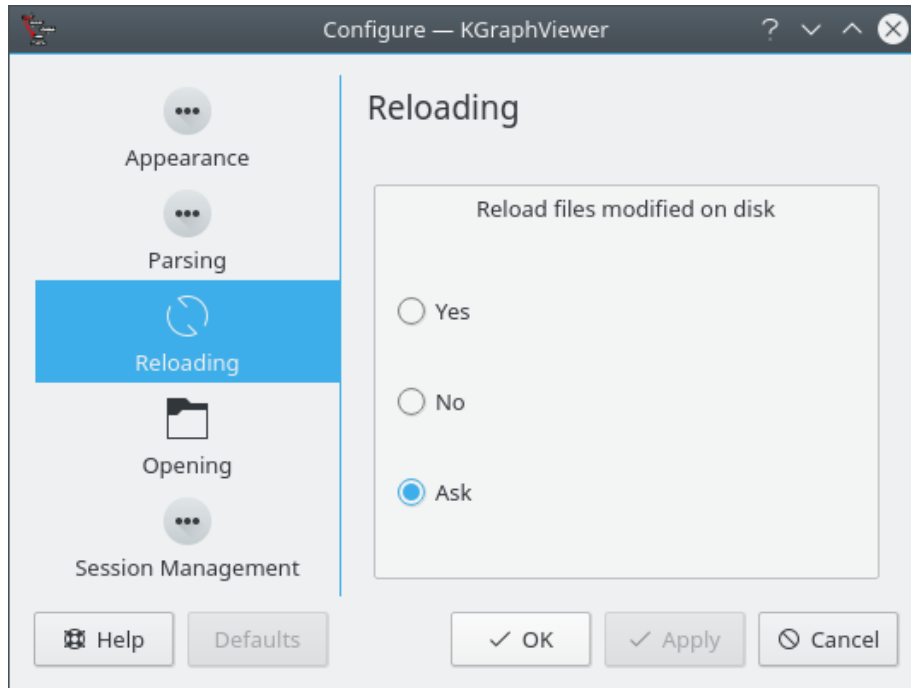 Configure — KGraphViewer
Appearance
Parsing
Reloading
Opening
Session Management
Reloading
Reload files modified on disk
Yes
No
Ask
Help
Defaults
OK
Apply
Cancel